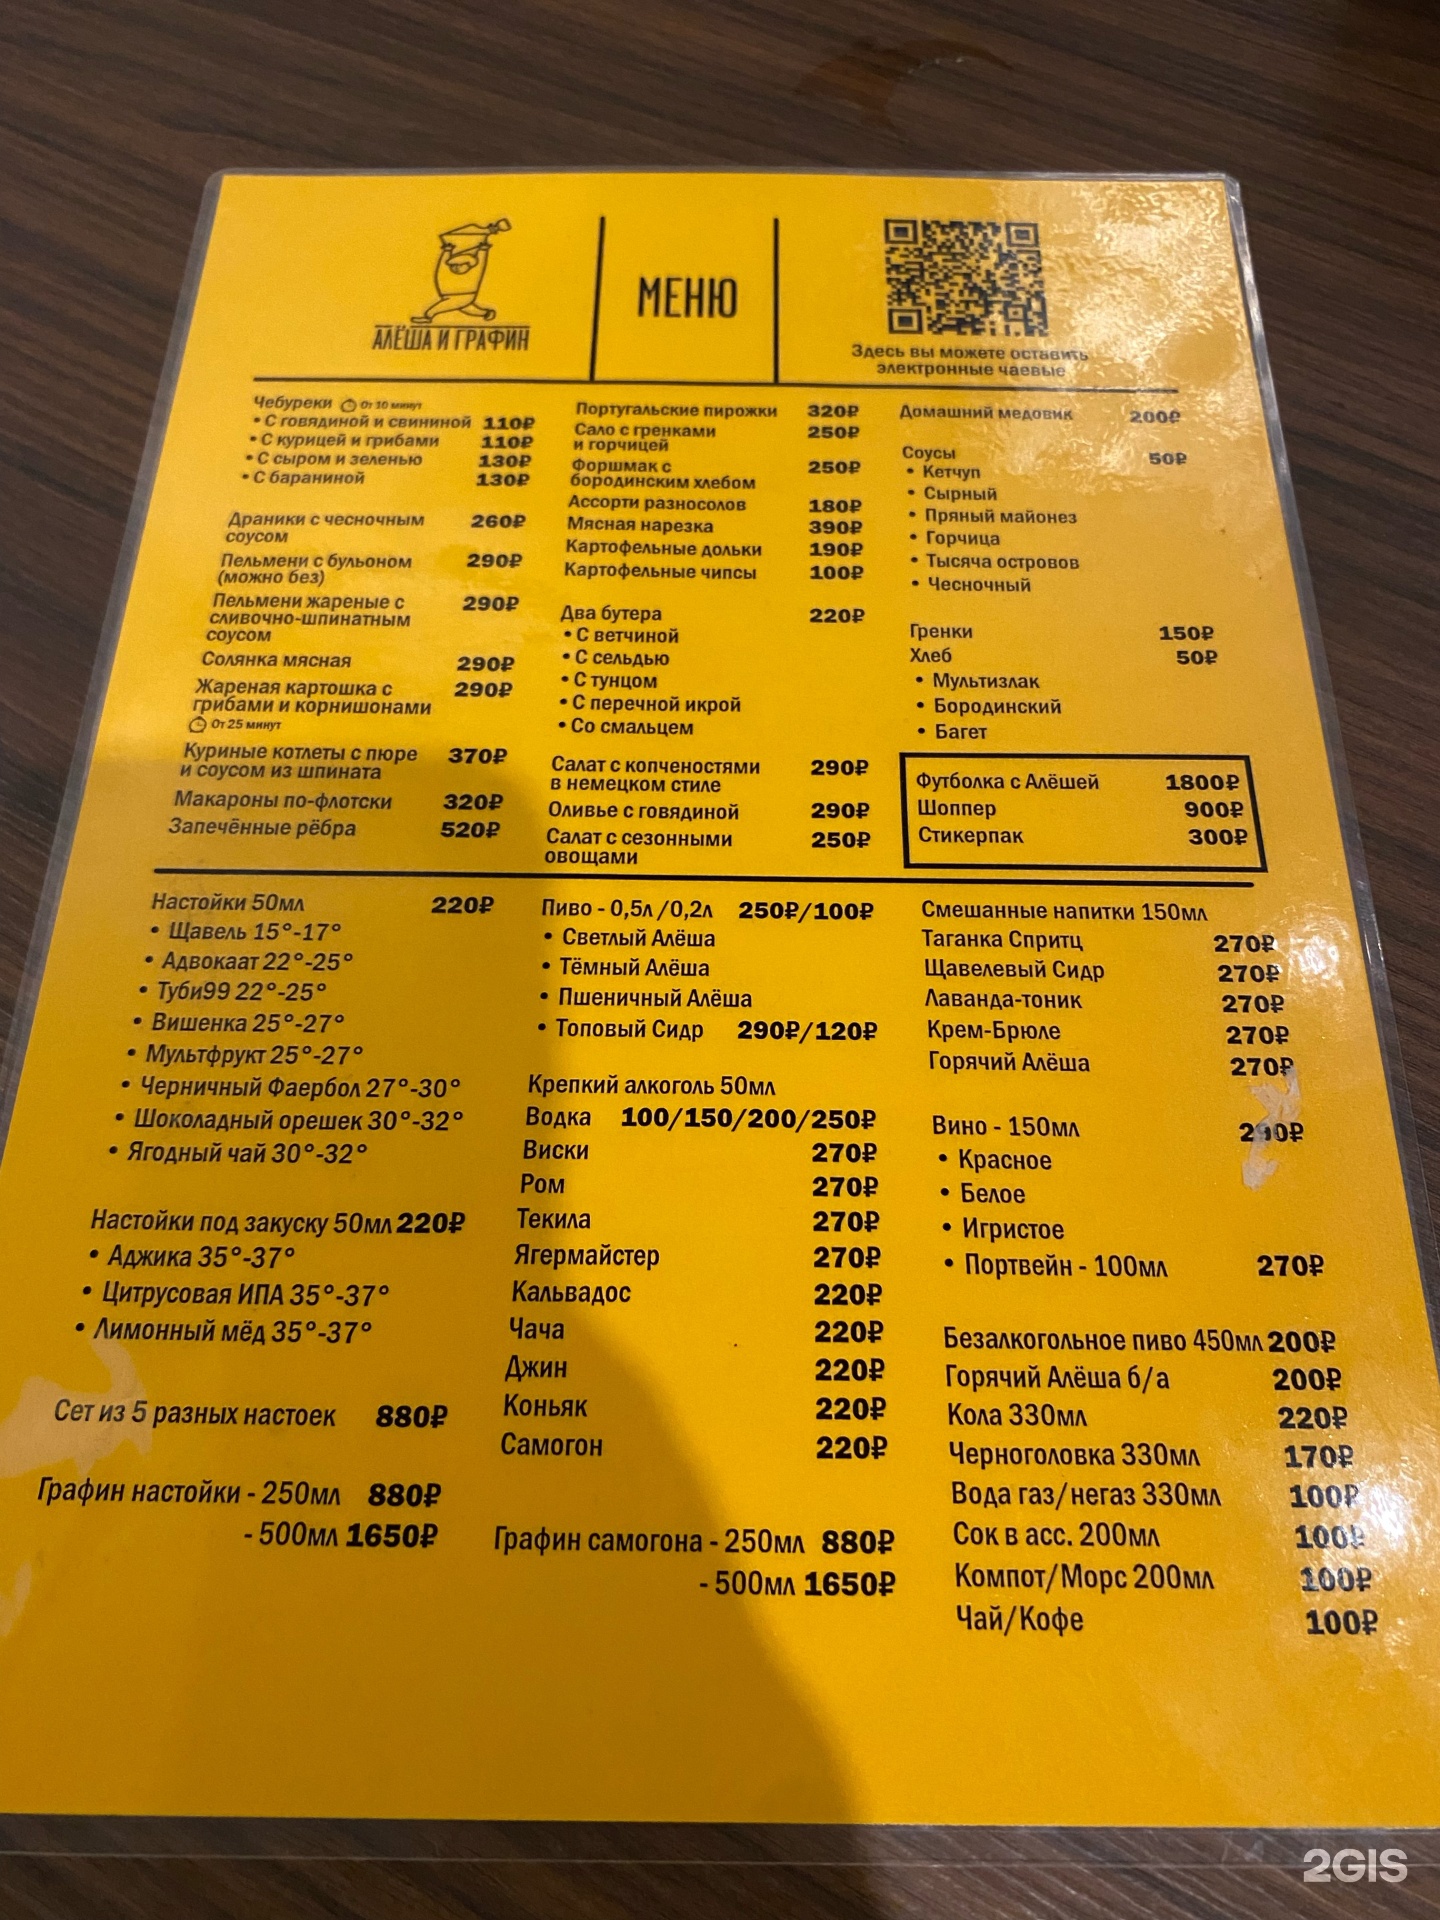 АЛЁША И ГРАФИН
МЕНЮ
Здесь вы можете оставить
электронные чаевые
Чебуреки От 10 минут
• С говядиной и свининой 110₽
• С курицей и грибами 110₽
• С сыром и зеленью 130₽
• С бараниной 130₽
Драники с чесночным 260₽
соусом
Пельмени с бульоном 290₽
(можно без)
Пельмени жареные с 290₽
сливочно-шпинатным
соусом
Солянка мясная 290₽
Жареная картошка с 290₽
грибами и корнишонами
От 25 минут
Куриные котлеты с пюре 370₽
и соусом из шпината
Макароны по-флотски 320₽
Запечённые рёбра 520₽
Португальские пирожки 320₽
Сало с гренками 250₽
и горчицей
Форшмак с 250₽
бородинским хлебом
Ассорти разносолов 180₽
Мясная нарезка 390₽
Картофельные дольки 190₽
Картофельные чипсы 100₽
Два бутера 220₽
• С ветчиной
• С сельдью
• С тунцом
• С перечной икрой
• Со смальцем
Салат с копченостями 290₽
в немецком стиле
Оливье с говядиной 290₽
Салат с сезонными 250₽
овощами
Домашний медовик 200₽
Соусы 50₽
• Кетчуп
• Сырный
• Пряный майонез
• Горчица
• Тысяча островов
• Чесночный
Гренки 150₽
Хлеб 50₽
• Мультизлак
• Бородинский
• Багет
Футболка с Алёшей 1800₽
Шоппер 900₽
Стикерпак 300₽
Настойки 50мл 220₽
• Щавель 15°-17°
• Адвокаат 22°-25°
• Туби99 22°-25°
• Вишенка 25°-27°
• Мультфрукт 25°-27°
• Черничный Фаербол 27°-30°
• Шоколадный орешек 30°-32°
• Ягодный чай 30°-32°
Настойки под закуску 50мл 220₽
• Аджика 35°-37°
• Цитрусовая ИПА 35°-37°
• Лимонный мёд 35°-37°
Сет из 5 разных настоек 880₽
Графин настойки - 250мл 880₽
- 500мл 1650₽
Пиво - 0,5л/0,2л 250₽/100₽
• Светлый Алёша
• Тёмный Алёша
• Пшеничный Алёша
• Топовый Сидр 290₽/120₽
Крепкий алкоголь 50мл
Водка 100/150/200/250₽
Виски 270₽
Ром 270₽
Текила 270₽
Ягермайстер 270₽
Кальвадос 220₽
Чача 220₽
Джин 220₽
Коньяк 220₽
Самогон 220₽
Графин самогона - 250мл 880₽
- 500мл 1650₽
Смешанные напитки 150мл
Таганка Спритц 270₽
Щавелевый Сидр 270₽
Лаванда-тоник 270₽
Крем-Брюле 270₽
Горячий Алёша 270₽
Вино - 150мл 290₽
• Красное
• Белое
• Игристое
• Портвейн - 100мл 270₽
Безалкогольное пиво 450мл 200₽
Горячий Алёша б/а 200₽
Кола 330мл 220₽
Черноголовка 330мл 170₽
Вода газ/негаз 330мл 100₽
Сок в асс. 200мл 100₽
Компот/Морс 200мл 100₽
Чай/Кофе 100₽
2GIS